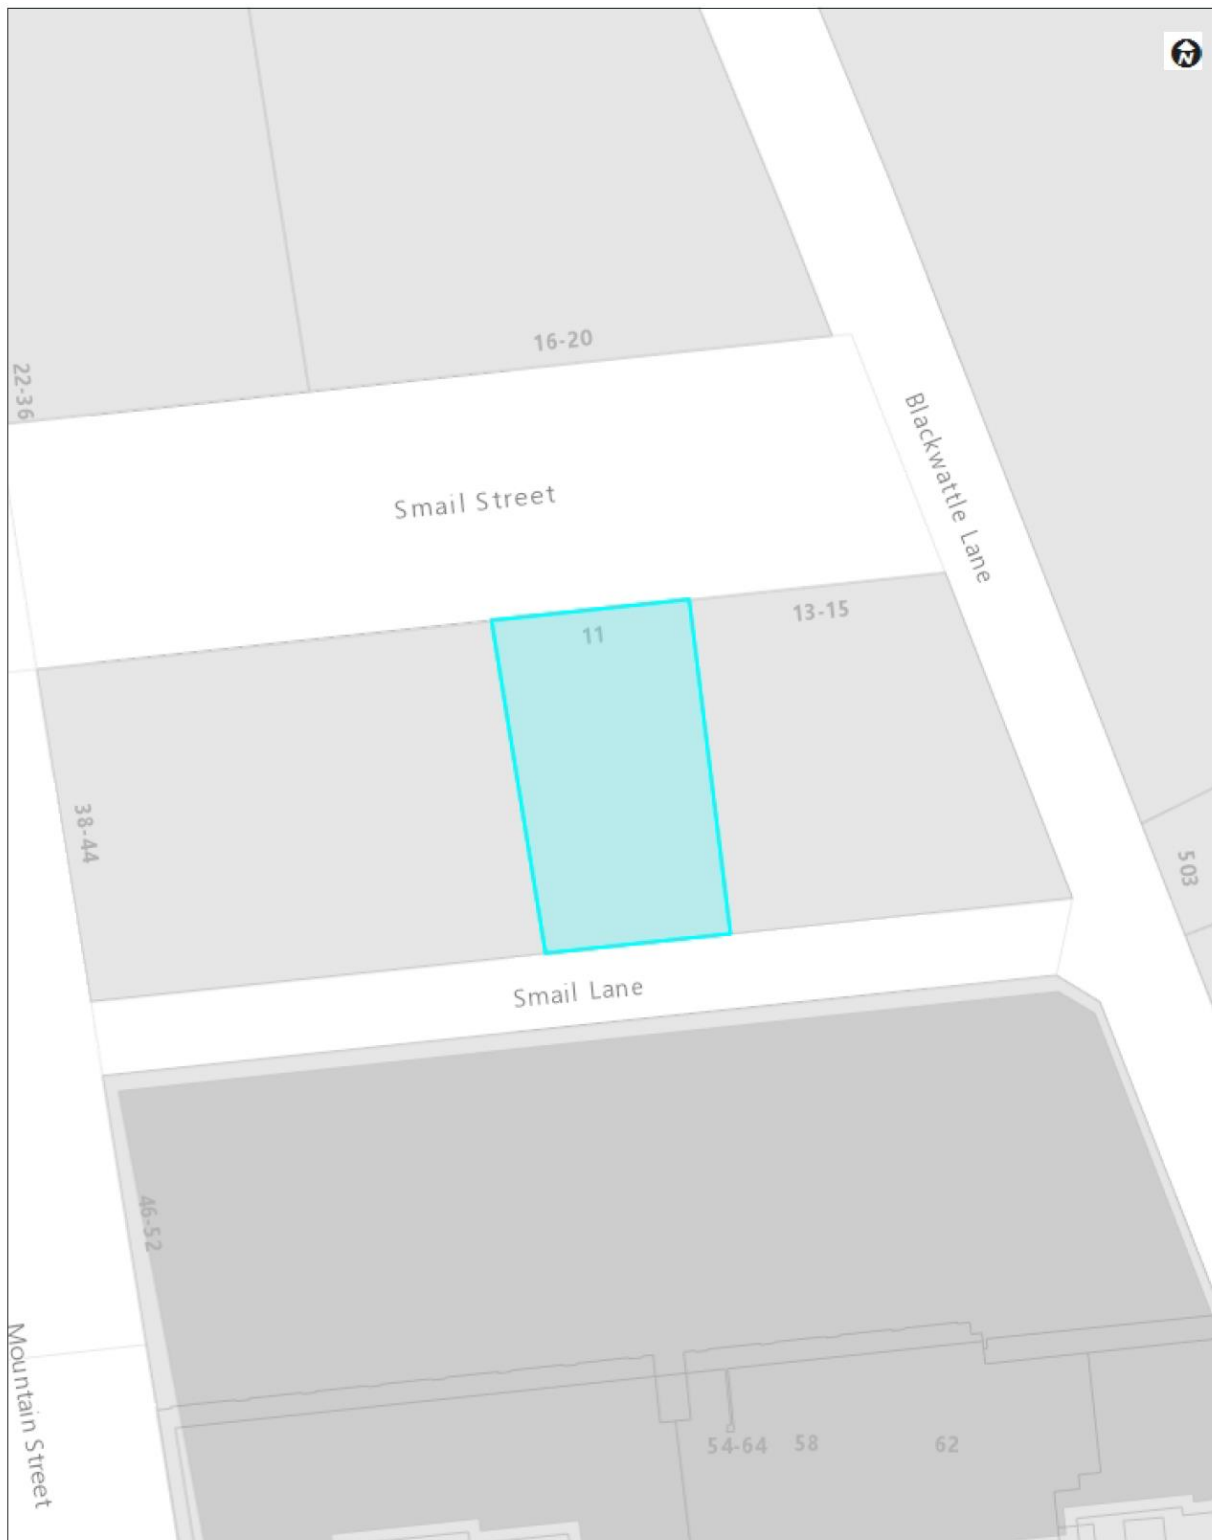 N
16-20
22-36
Blackwattle Lane
Smail Street
13-15
11
38-44
503
Smail Lane
46-52
Mountain Street
54-64
58
62